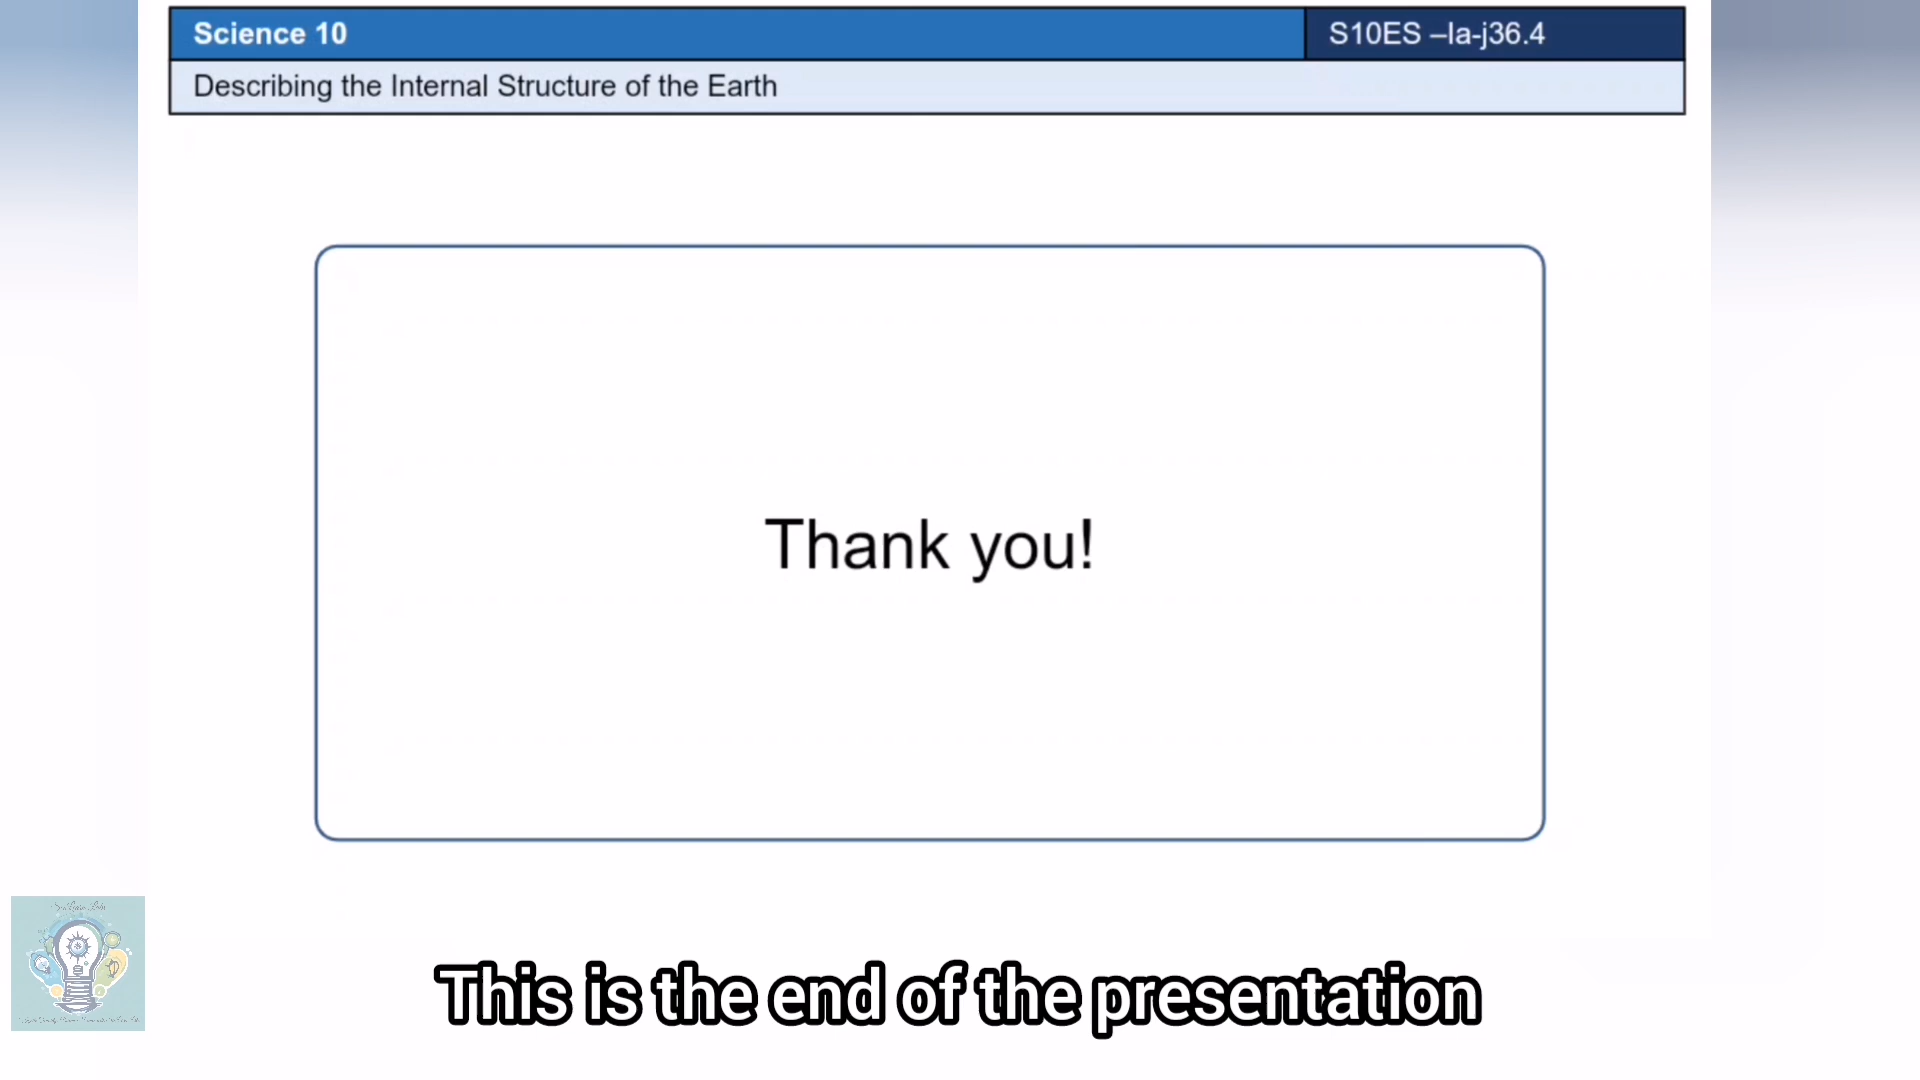 Science 10
S10ES –Ia-j36.4
Describing the Internal Structure of the Earth
Thank you!
This is the end of the presentation